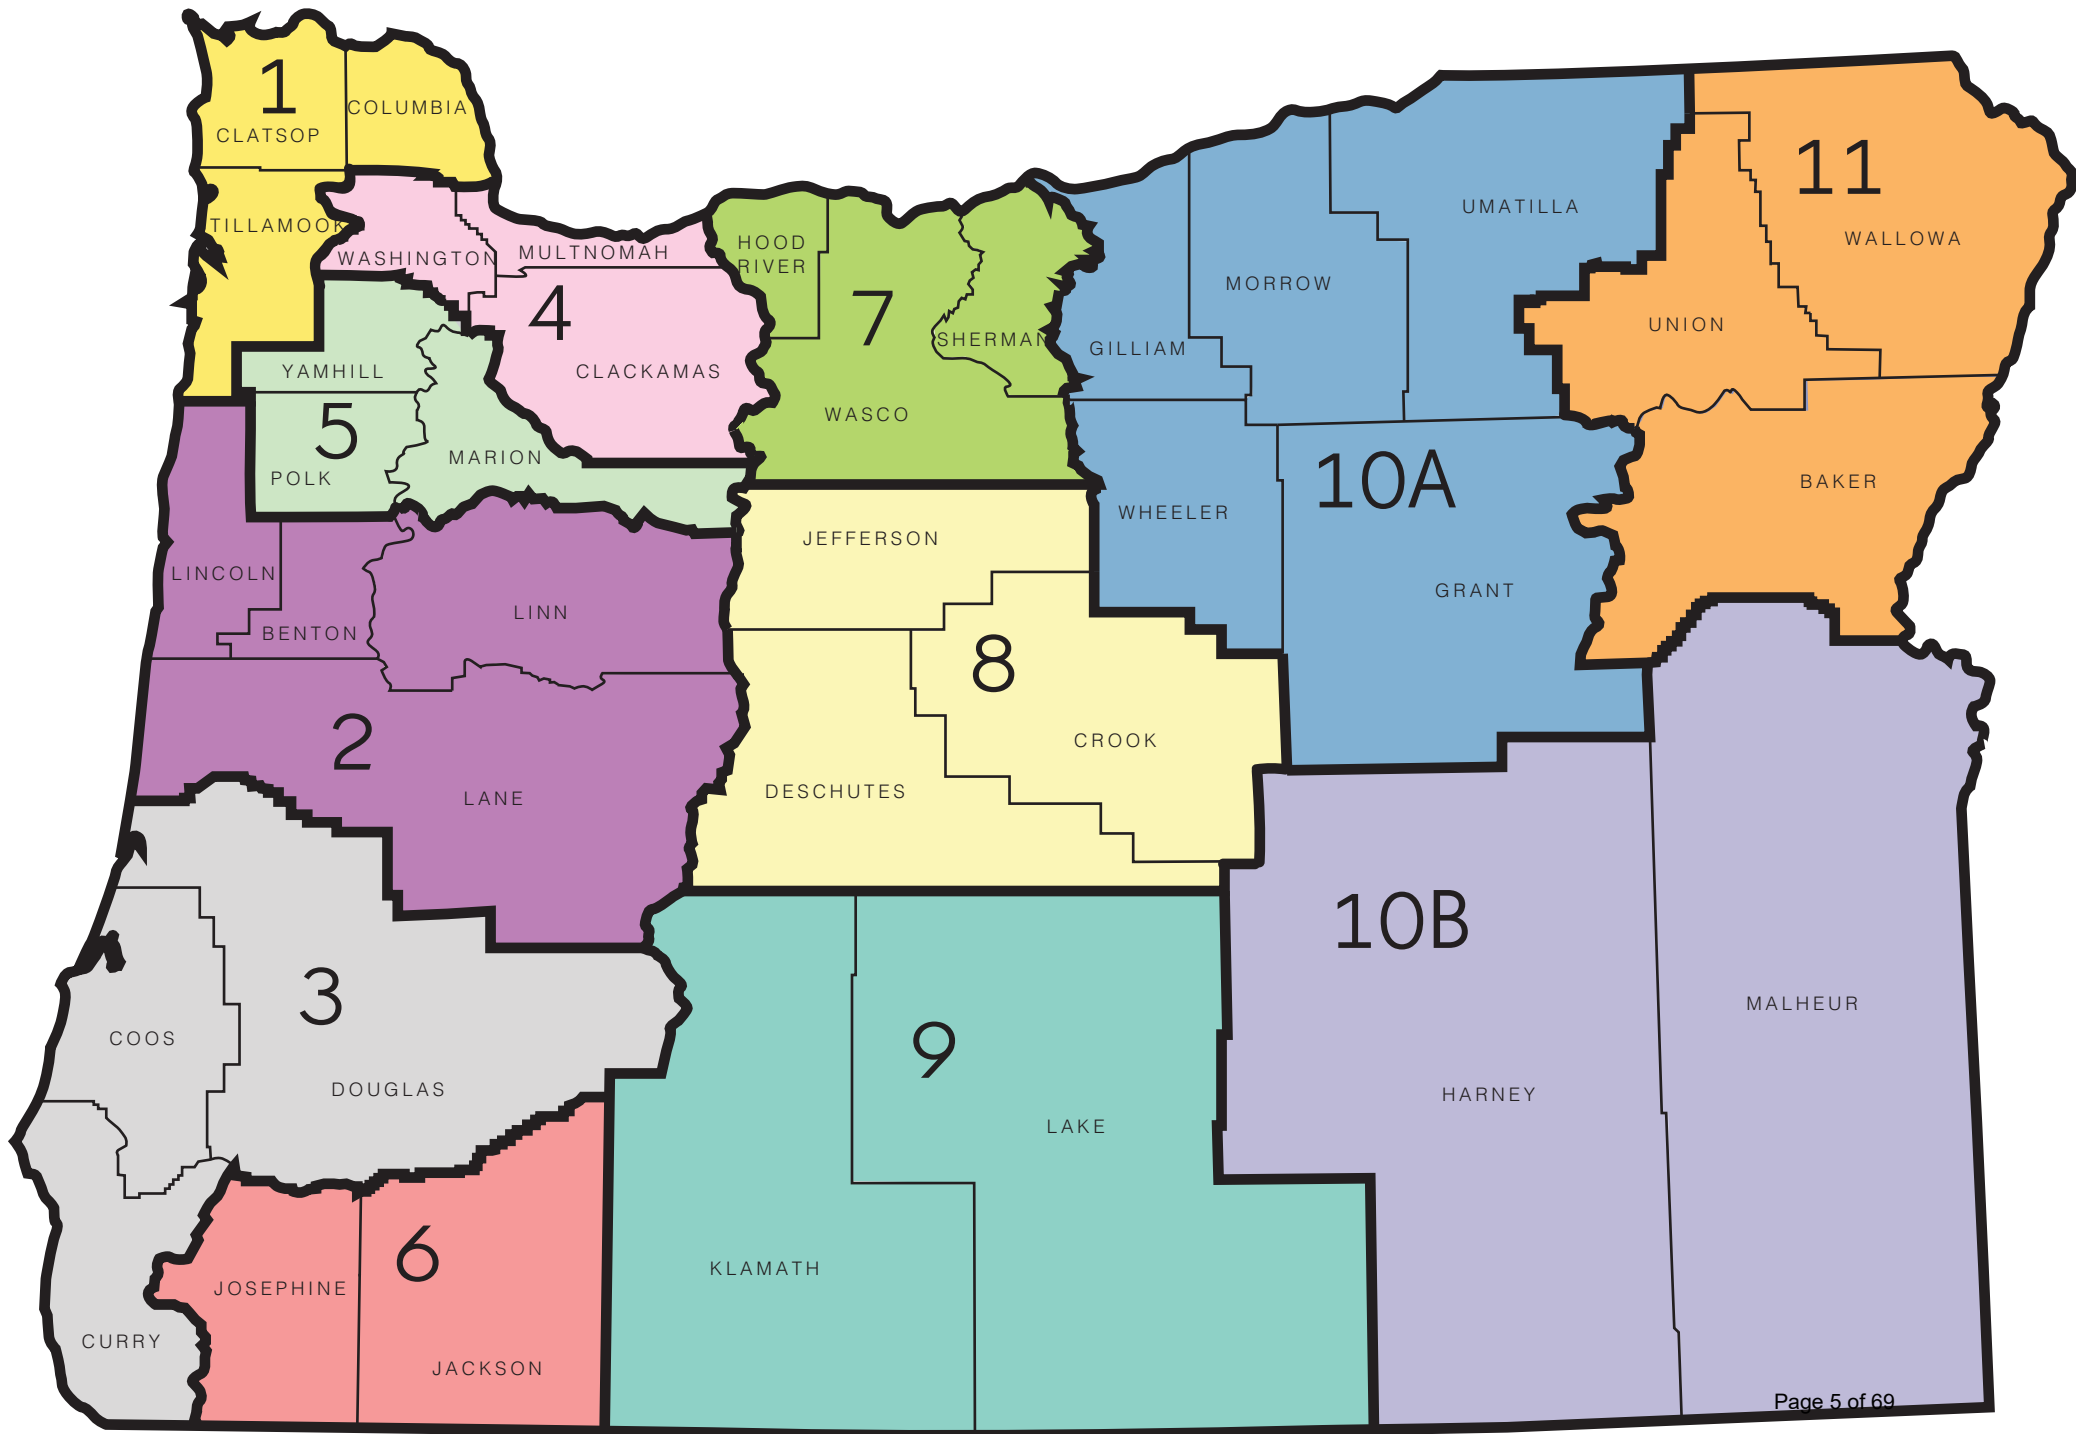 1
CLATSOP
COLUMBIA
TILLAMOOK
WASHINGTON
MULTNOMAH
4
CLACKAMAS
HOOD
RIVER
7
SHERMAN
WASCO
GILLIAM
MORROW
UMATILLA
11
WALLOWA
UNION
BAKER
10A
WHEELER
GRANT
YAMHILL
5
POLK
MARION
LINCOLN
BENTON
LINN
2
LANE
JEFFERSON
8
CROOK
DESCHUTES
3
COOS
DOUGLAS
CURRY
6
JOSEPHINE
JACKSON
9
KLAMATH
LAKE
10B
HARNEY
MALHEUR
Page 5 of 69